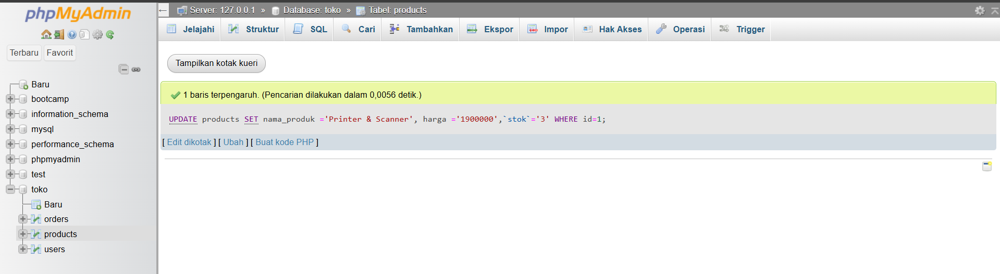 phpMyAdmin
Terbaru Favorit
Baru
bootcamp
information_schema
mysql
performance_schema
phpmyadmin
test
toko
Baru
orders
products
users
Server: 127.0.0.1 » Database: toko » Tabel: products
Jelajahi Struktur SQL Cari Tambahkan Ekspor Impor Hak Akses Operasi Trigger
Tampilkan kotak kueri
1 baris terpengaruh. (Pencarian dilakukan dalam 0,0056 detik.)
UPDATE products SET nama_produk ='Printer & Scanner', harga ='1900000',`stok`='3' WHERE id=1;
[ Edit dikotak ] [ Ubah ] [ Buat kode PHP ]